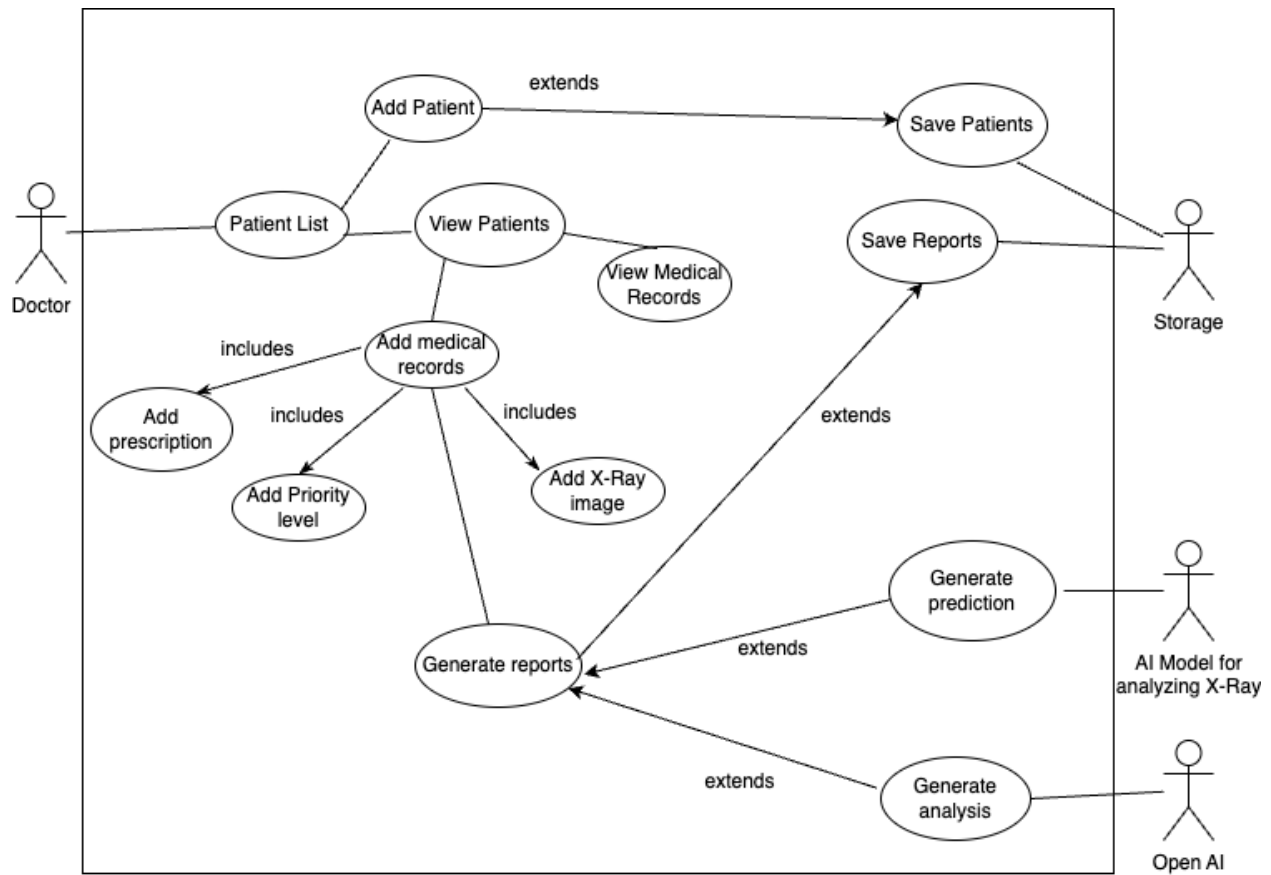 extends
Add Patient
Save Patients
Patient List
View Patients
Save Reports
View Medical
Records
Doctor
Storage
includes
Add medical
records
Add
prescription
includes
includes
extends
Add Priority
level
Add X-Ray
image
Generate
prediction
extends
Generate reports
AI Model for
analyzing X-Ray
extends
Generate
analysis
Open AI